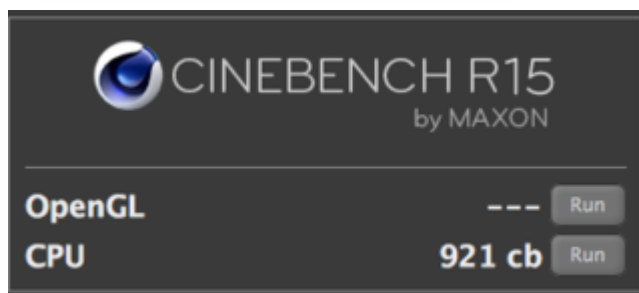 CINEBENCH R15
by MAXON
OpenGL --- Run
CPU 921 cb Run